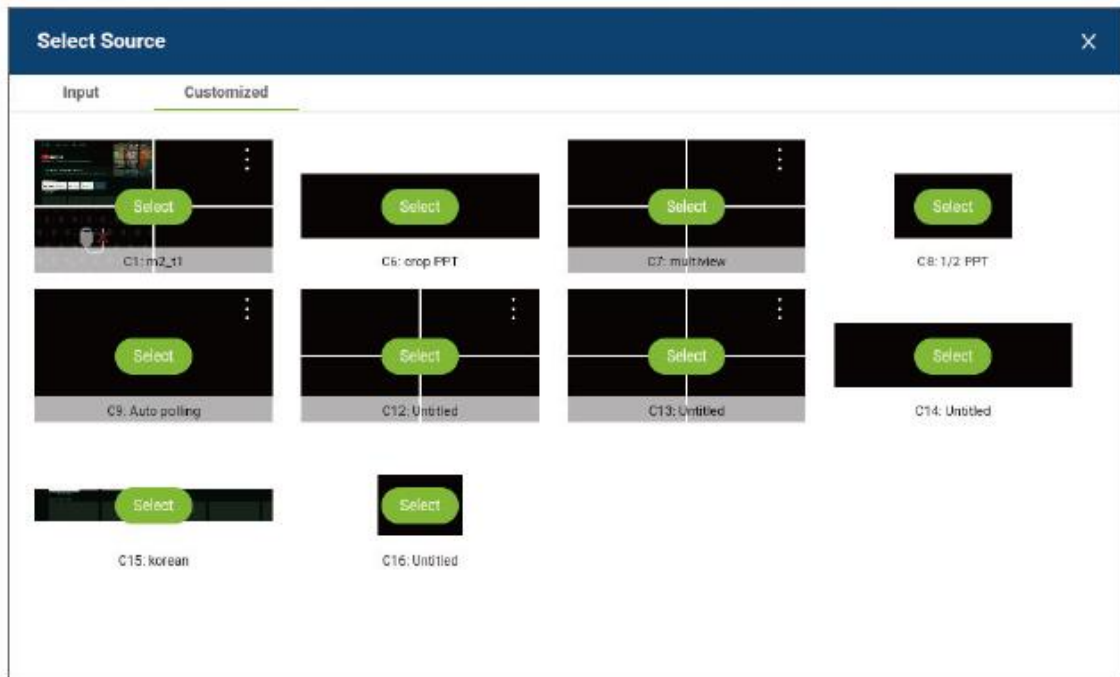 Select Source
Input Customized
Select Select Select Select
C1: m2_t1 C6: crop PPT C7: multiview C8: 1/2 PPT
Select Select Select Select
C9: Auto polling C12: Untitled C13: Untitled C14: Untitled
Select Select
C15: korean C16: Untitled